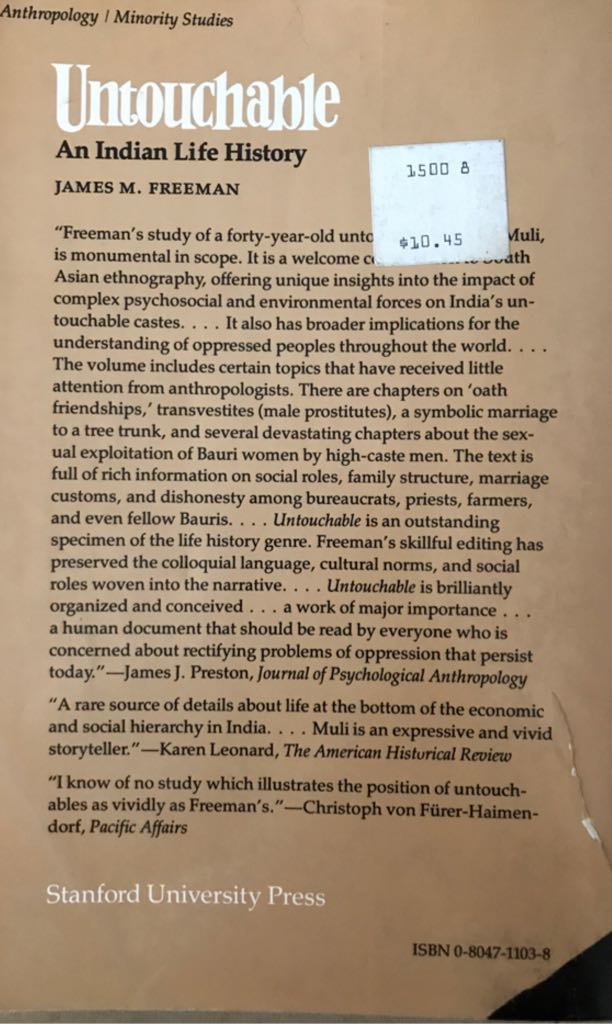 Anthropology / Minority Studies
Untouchable
An Indian Life History
JAMES M. FREEMAN
1500 8
$10.45
"Freeman's study of a forty-year-old unto Muli,
is monumental in scope. It is a welcome South
Asian ethnography, offering unique insights into the impact of
complex psychosocial and environmental forces on India's un-
touchable castes. . . . It also has broader implications for the
understanding of oppressed peoples throughout the world. . . .
The volume includes certain topics that have received little
attention from anthropologists. There are chapters on 'oath
friendships,' transvestites (male prostitutes), a symbolic marriage
to a tree trunk, and several devastating chapters about the sex-
ual exploitation of Bauri women by high-caste men. The text is
full of rich information on social roles, family structure, marriage
customs, and dishonesty among bureaucrats, priests, farmers,
and even fellow Bauris. . . . Untouchable is an outstanding
specimen of the life history genre. Freeman's skillful editing has
preserved the colloquial language, cultural norms, and social
roles woven into the narrative. . . . Untouchable is brilliantly
organized and conceived . . . a work of major importance . . .
a human document that should be read by everyone who is
concerned about rectifying problems of oppression that persist
today."—James J. Preston, Journal of Psychological Anthropology
"A rare source of details about life at the bottom of the economic
and social hierarchy in India. . . . Muli is an expressive and vivid
storyteller."—Karen Leonard, The American Historical Review
"I know of no study which illustrates the position of untouch-
ables as vividly as Freeman's."—Christoph von Fürer-Haimen-
dorf, Pacific Affairs
Stanford University Press
ISBN 0-8047-1103-8